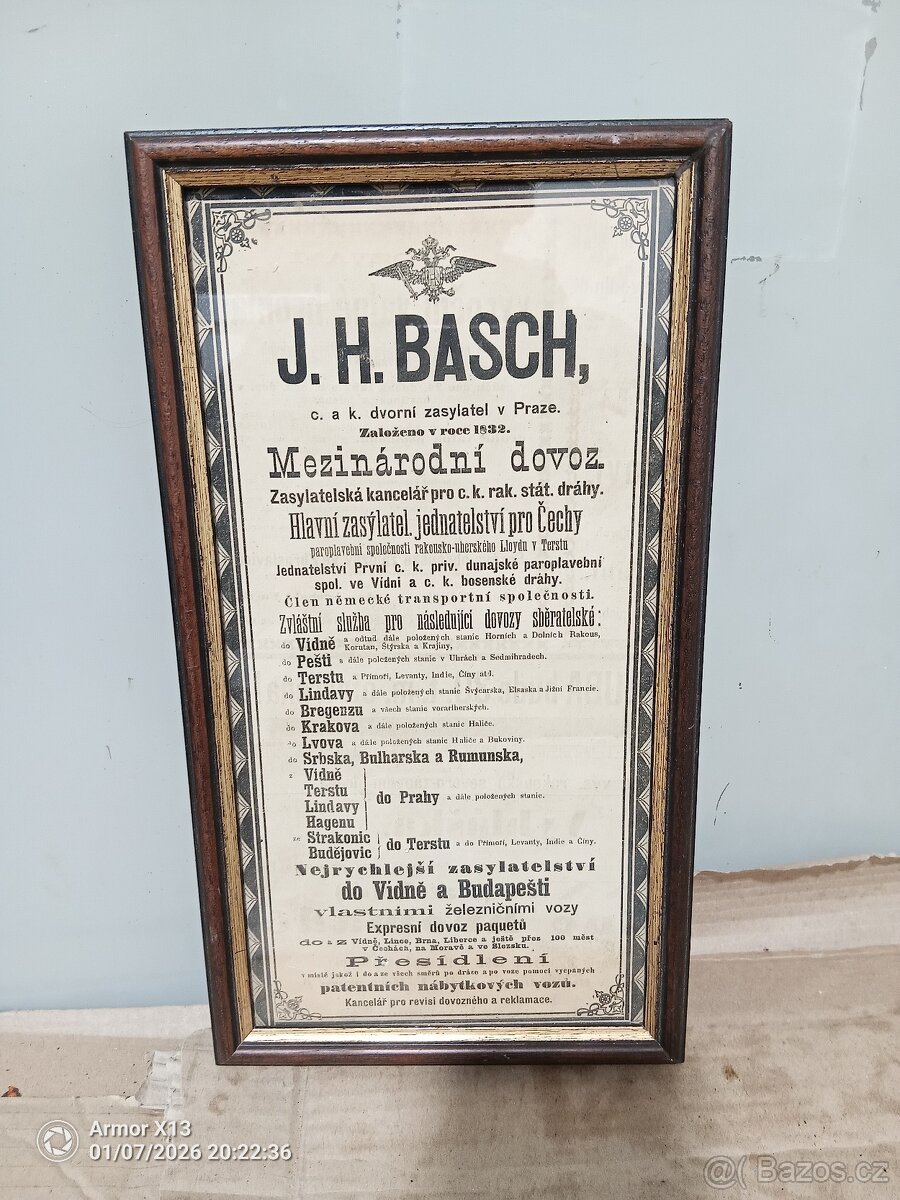 J. H. BASCH,
c. a k. dvorní zasylatel v Praze.
Založeno v roce 1832.
Mezinárodní dovoz.
Zasylatelská kancelář pro c. k. rak. stát. dráhy.
Hlavní zasýlatel. jednatelství pro Čechy
paroplavební společnosti rakousko-uherského Lloydu v Terstu
Jednatelství První c. k. priv. dunajské paroplavební
spol. ve Vídni a c. k. bosenské dráhy.
Člen německé transportní společnosti.
Zvláštní služba pro následující dovozy sběratelské:
do Vídně a odtud dále položených stanic Horních a Dolních Rakous,
Korutan, Štýrska a Krajiny,
do Pešti a dále položených stanic v Uhrách a Sedmihradech.
do Terstu a Přímoří, Levanty, Indie, Číny atd.
do Lindavy a dále položených stanic Švýcarska, Elsaska a Jižní Francie.
do Bregenzu a všech stanic vorarlberských.
do Krakova a dále položených stanic Haliče.
do Lvova a dále položených stanic Haliče a Bukoviny.
do Srbska, Bulharska a Rumunska,
z Vídně
Terstu
Lindavy
Hagenu
do Prahy a dále položených stanic.
ze Strakonic
Budějovic
do Terstu a do Přímoří, Levanty, Indie a Číny.
Nejrychlejší zasylatelství
do Vídně a Budapešti
vlastními železničními vozy
Expresní dovoz paquetů
do a z Vídně, Lince, Brna, Liberce a ještě přes 100 měst
v Čechách, na Moravě a ve Slezsku.
Přesídlení
v místě jakož i do a ze všech směrů po dráze a po voze pomocí vycpaných
patentních nábytkových vozů.
Kancelář pro revisi dovozného a reklamace.
Armor X13
01/07/2026 20:22:36
@( Bazos.cz